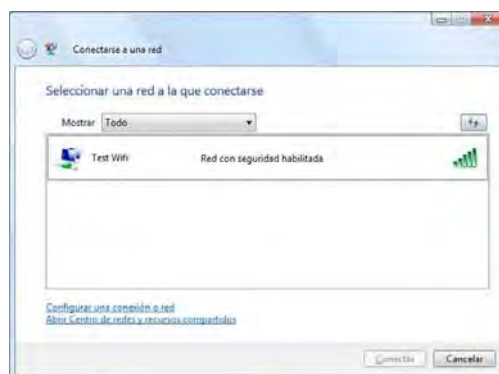 Conectarse a una red
Seleccionar una red a la que conectarse
Mostrar Todo
Test Wifi Red con seguridad habilitada
Configurar una conexión o red
Abrir Centro de redes y recursos compartidos
Conectar Cancelar